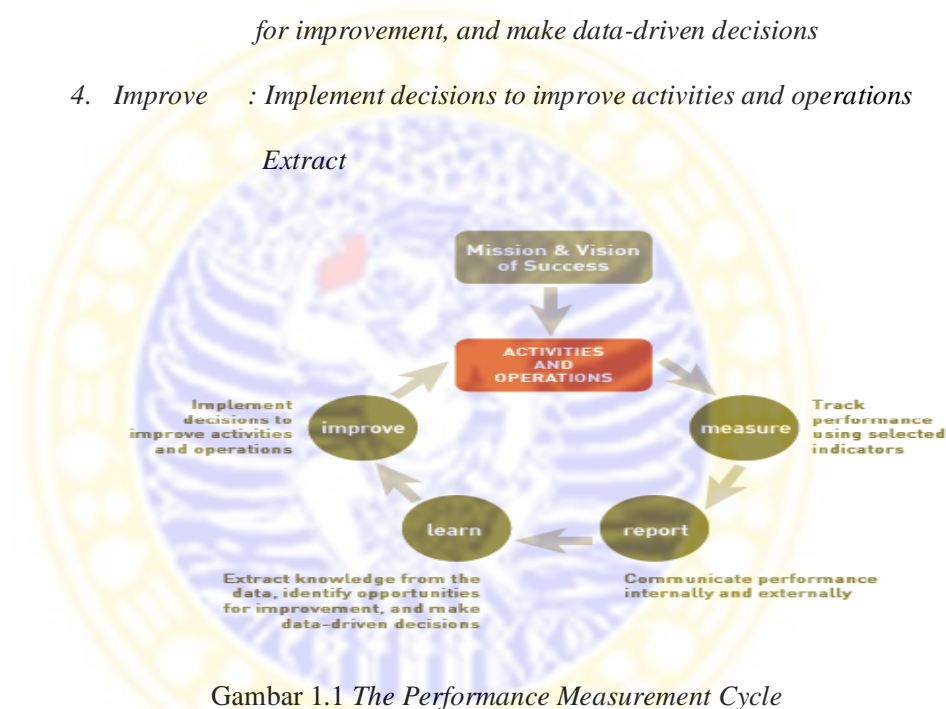 for improvement, and make data-driven decisions
4. Improve : Implement decisions to improve activities and operations
Extract
Mission & Vision
of Success
ACTIVITIES
AND
OPERATIONS
Implement
decisions to
improve activities
and operations
improve
measure
Track
performance
using selected
indicators
learn
report
Extract knowledge from the
data, identify opportunities
for improvement, and make
data-driven decisions
Communicate performance
internally and externally
Gambar 1.1 The Performance Measurement Cycle